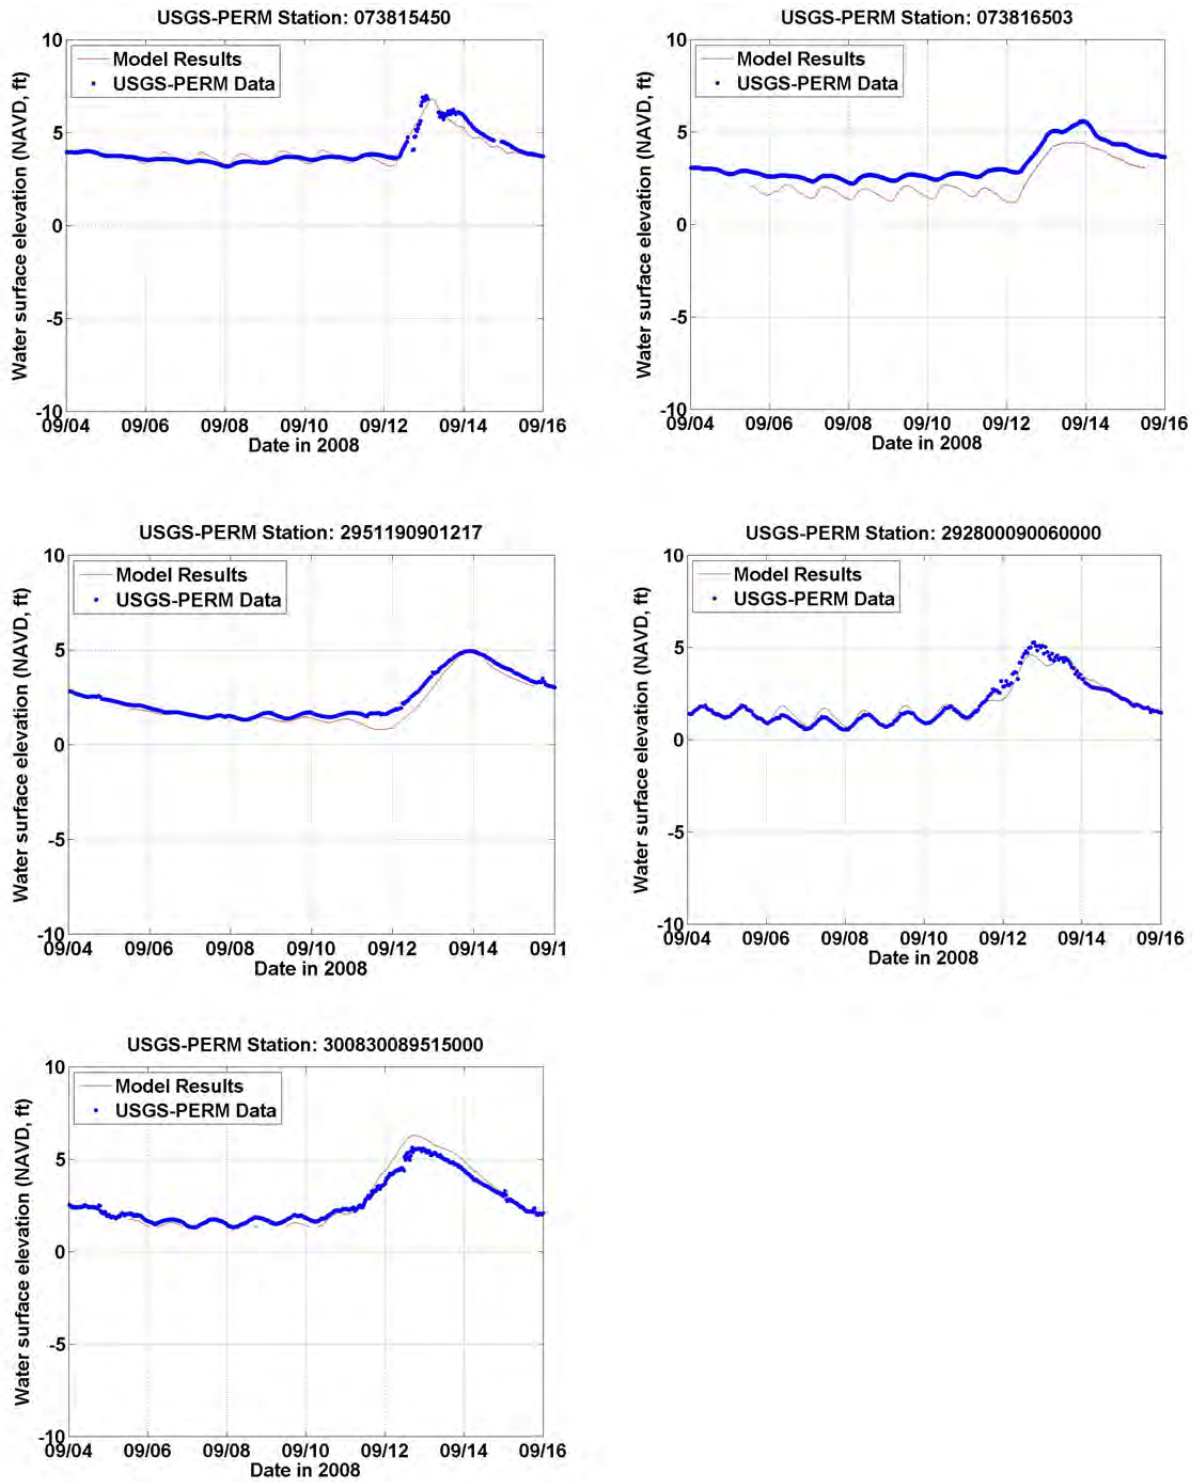 USGS-PERM Station: 073815450
10
5
0
-5
-10
Water surface elevation (NAVD, ft)
Model Results
USGS-PERM Data
09/04 09/06 09/08 09/10 09/12 09/14 09/16
Date in 2008
USGS-PERM Station: 073816503
10
5
0
-5
-10
Water surface elevation (NAVD, ft)
Model Results
USGS-PERM Data
09/04 09/06 09/08 09/10 09/12 09/14 09/16
Date in 2008
USGS-PERM Station: 2951190901217
10
5
0
-5
-10
Water surface elevation (NAVD, ft)
Model Results
USGS-PERM Data
09/04 09/06 09/08 09/10 09/12 09/14 09/1
Date in 2008
USGS-PERM Station: 292800090060000
10
5
0
-5
-10
Water surface elevation (NAVD, ft)
Model Results
USGS-PERM Data
09/04 09/06 09/08 09/10 09/12 09/14 09/16
Date in 2008
USGS-PERM Station: 300830089515000
10
5
0
-5
-10
Water surface elevation (NAVD, ft)
Model Results
USGS-PERM Data
09/04 09/06 09/08 09/10 09/12 09/14 09/16
Date in 2008